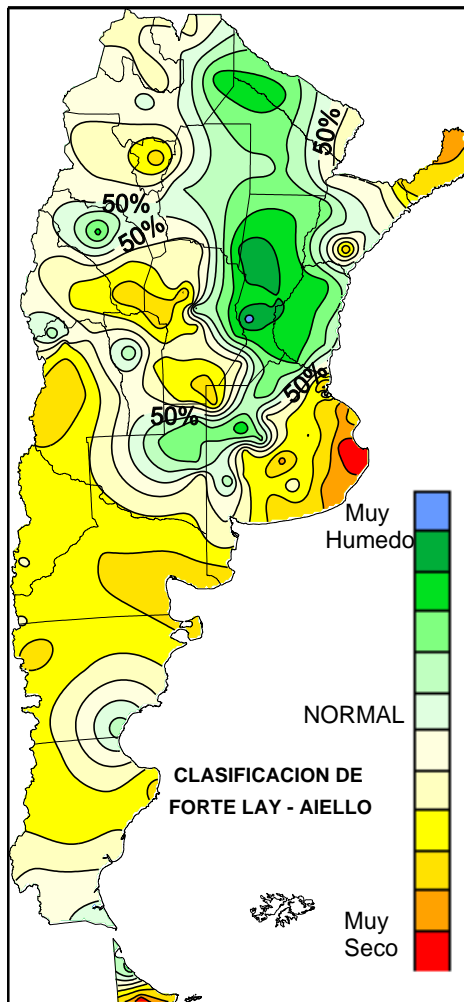 50%
50%
50%
50%
50%
Muy
Humedo
NORMAL
CLASIFICACION DE
FORTE LAY - AIELLO
Muy
Seco